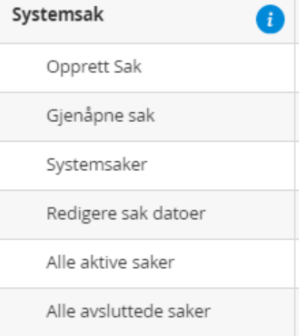 Systemsak
Opprett Sak
Gjenåpne sak
Systemsaker
Redigere sak datoer
Alle aktive saker
Alle avsluttede saker